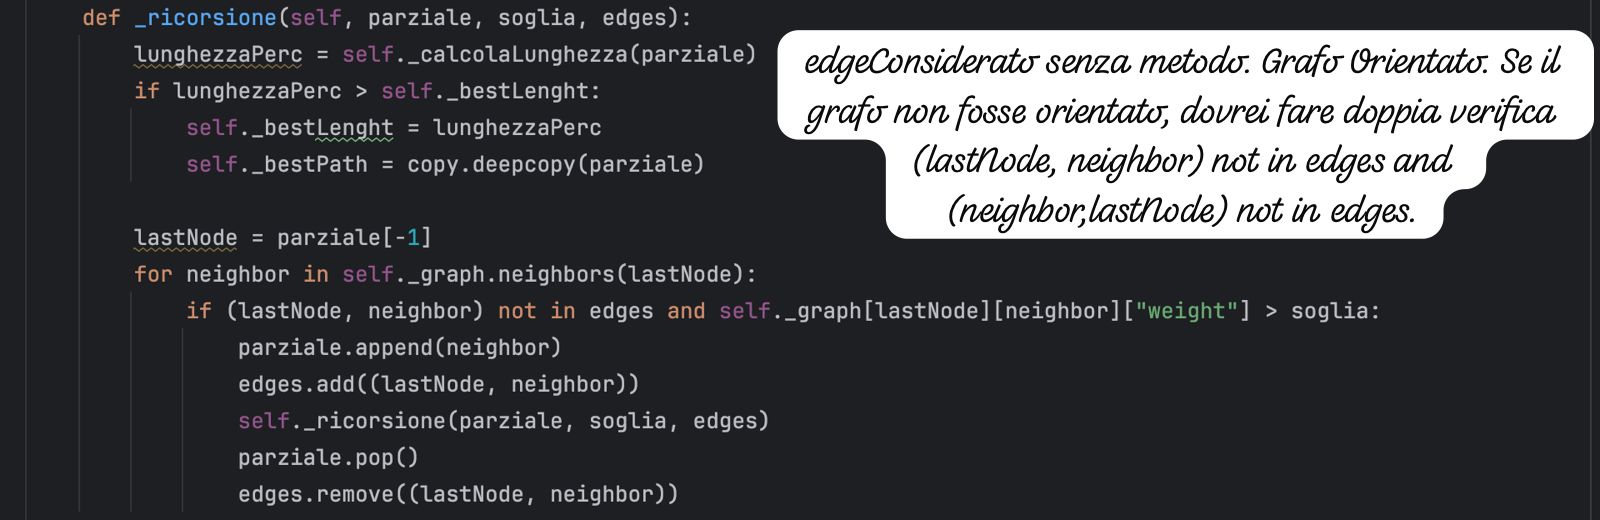 def _ricorsione(self, parziale, soglia, edges):
lunghezzaPerc = self._calcolaLunghezza(parziale)
if lunghezzaPerc > self._bestLenght:
self._bestLenght = lunghezzaPerc
self._bestPath = copy.deepcopy(parziale)
lastNode = parziale[-1]
for neighbor in self._graph.neighbors(lastNode):
if (lastNode, neighbor) not in edges and self._graph[lastNode][neighbor]["weight"] > soglia:
parziale.append(neighbor)
edges.add((lastNode, neighbor))
self._ricorsione(parziale, soglia, edges)
parziale.pop()
edges.remove((lastNode, neighbor))
edgeConsiderato senza metodo. Grafo Orientato. Se il
grafo non fosse orientato, dovrei fare doppia verifica
(lastNode, neighbor) not in edges and
(neighbor,lastNode) not in edges.